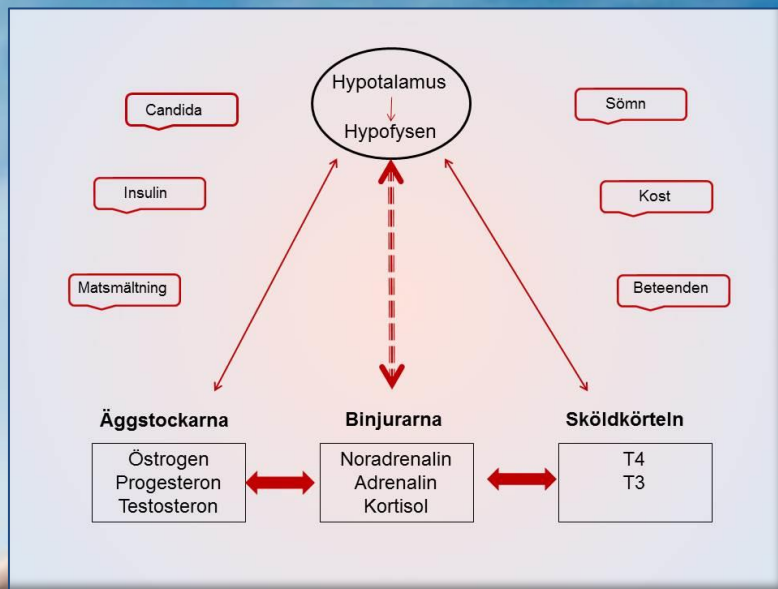 Hypotalamus
Hypofysen
Candida
Insulin
Matsmältning
Sömn
Kost
Beteenden
Äggstockarna
Östrogen
Progesteron
Testosteron
Binjurarna
Noradrenalin
Adrenalin
Kortisol
Sköldkörteln
T4
T3